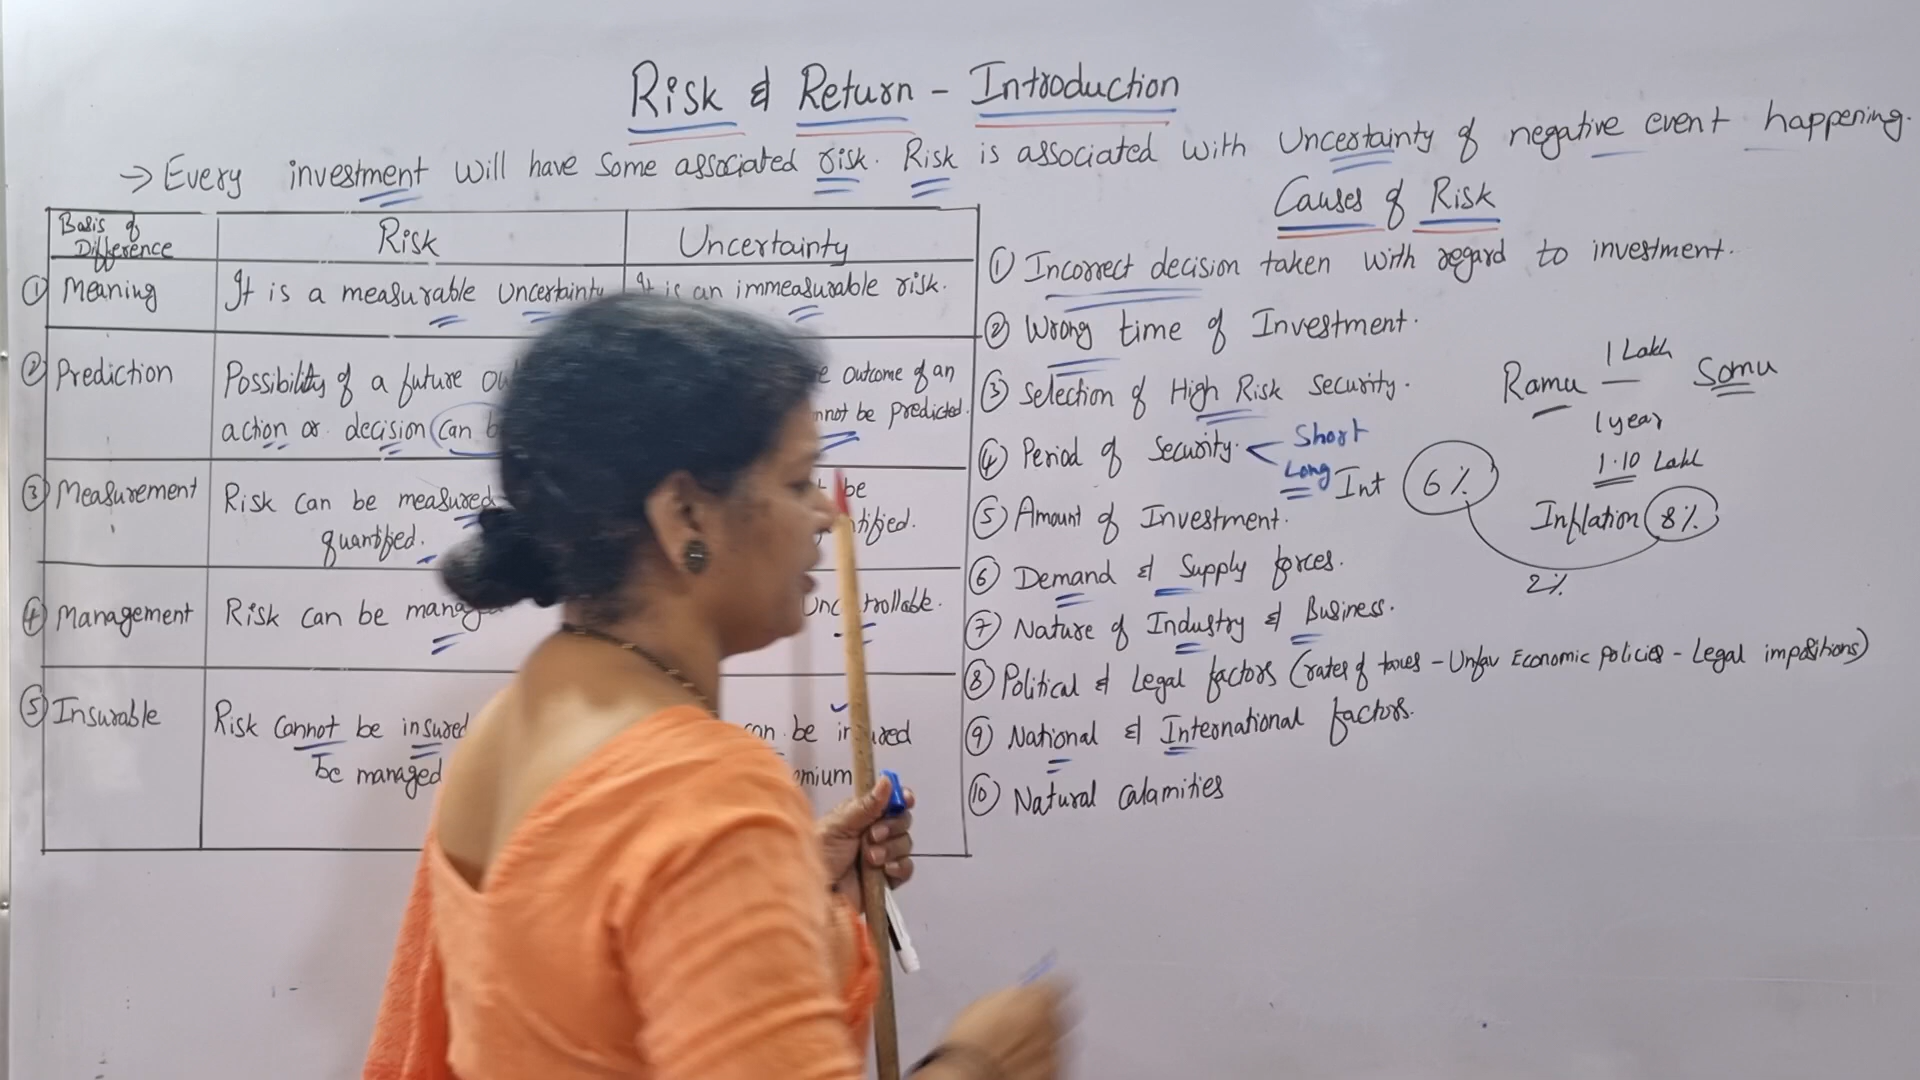 Risk & Return - Introduction
→ Every investment will have some associated risk. Risk is associated with Uncertainty of negative event happening.
Basis of Difference
Risk
Uncertainty
① Meaning
It is a measurable Uncertainty
It is an immeasurable risk.
② Prediction
Possibility of a future
action or decision can
outcome of an
be predicted.
③ Measurement
Risk can be measured
quantified.
be
④ Management
Risk can be
⑤ Insurable
Risk cannot be insured
be managed
be
Causes of Risk
① Incorrect decision taken with regard to investment.
② Wrong time of Investment.
③ Selection of High Risk Security.
④ Period of Security.
Short
Long
⑤ Amount of Investment.
⑥ Demand & Supply forces.
⑦ Nature of Industry & Business.
⑧ Political & Legal factors (rates of taxes - Unfav Economic policies - Legal impositions)
⑨ National & International factors.
⑩ Natural calamities
Ramu
1 Lakh
Somu
1 year
1.10 Lakh
Int 6%
Inflation 8%
2%